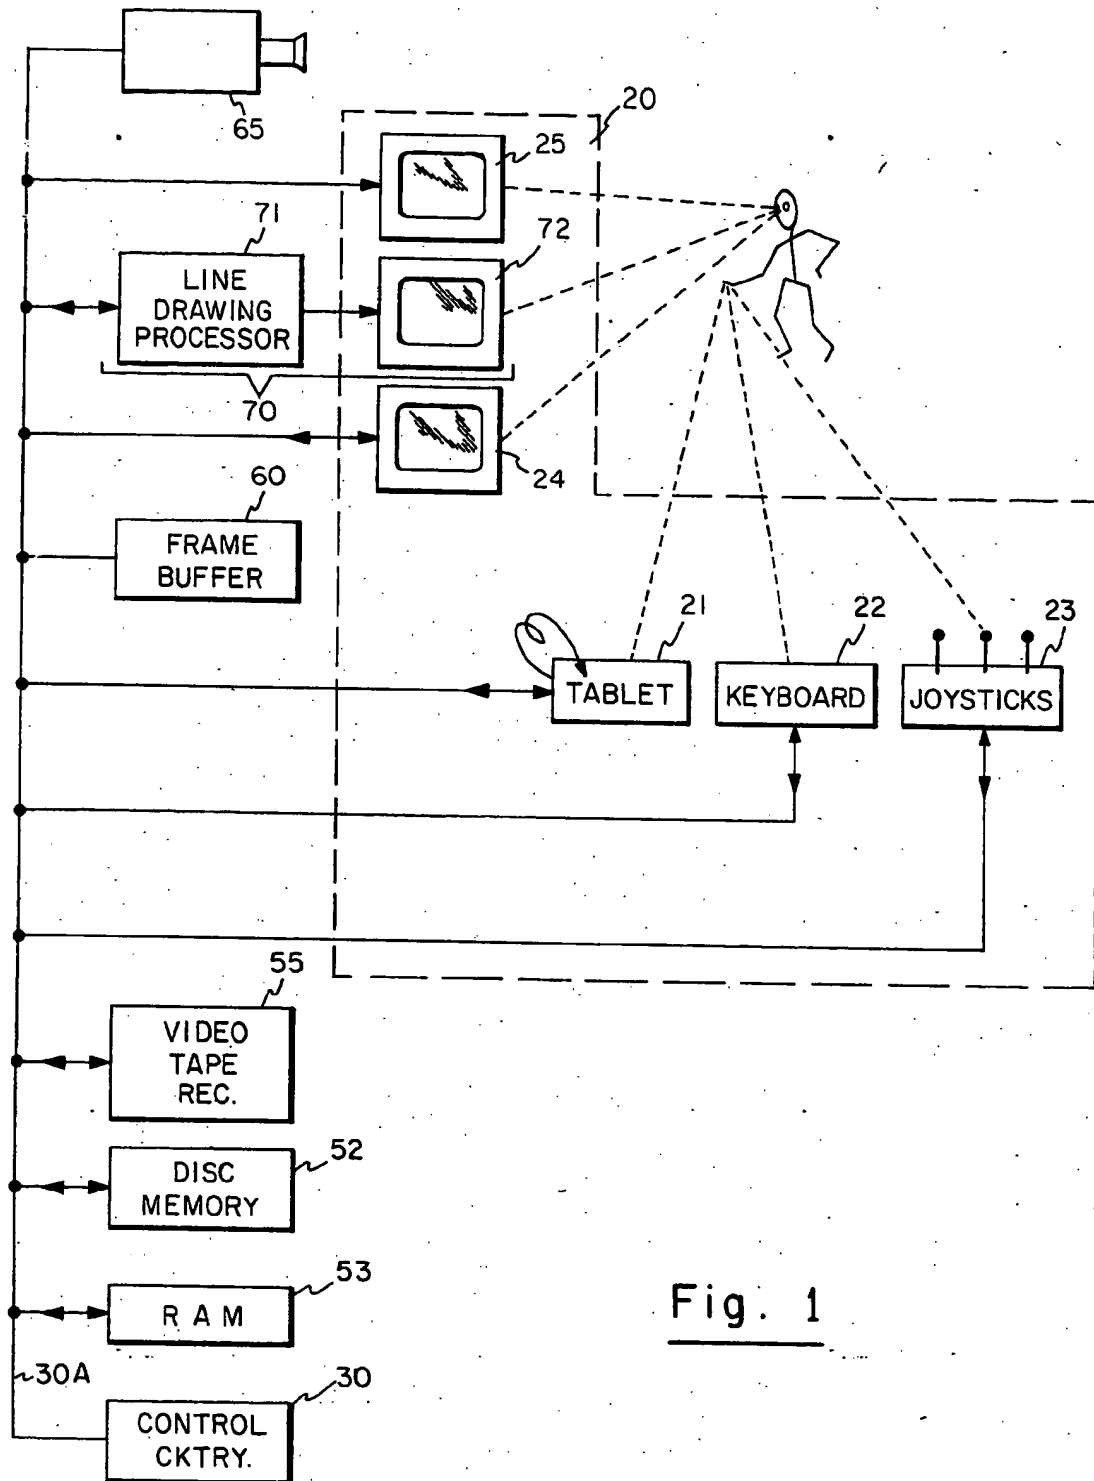 65
20
25
71
LINE
DRAWING
PROCESSOR
72
70
24
60
FRAME
BUFFER
21
TABLET
22
KEYBOARD
23
JOYSTICKS
55
VIDEO
TAPE
REC.
52
DISC
MEMORY
53
RAM
30A
30
CONTROL
CKTRY.
Fig. 1